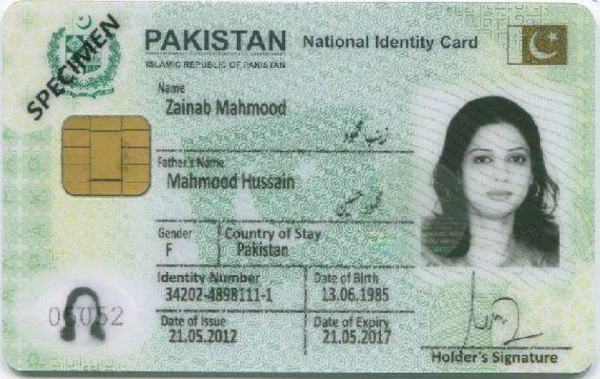 SPECIMEN
PAKISTAN National Identity Card
ISLAMIC REPUBLIC OF PAKISTAN
Name
Zainab Mahmood
زینب محمود
Father's Name
Mahmood Hussain
محمود حسین
Gender Country of Stay
F Pakistan
Identity Number Date of Birth
34202-4898111-1 13.06.1985
Date of Issue Date of Expiry
21.05.2012 21.05.2017
Holder's Signature